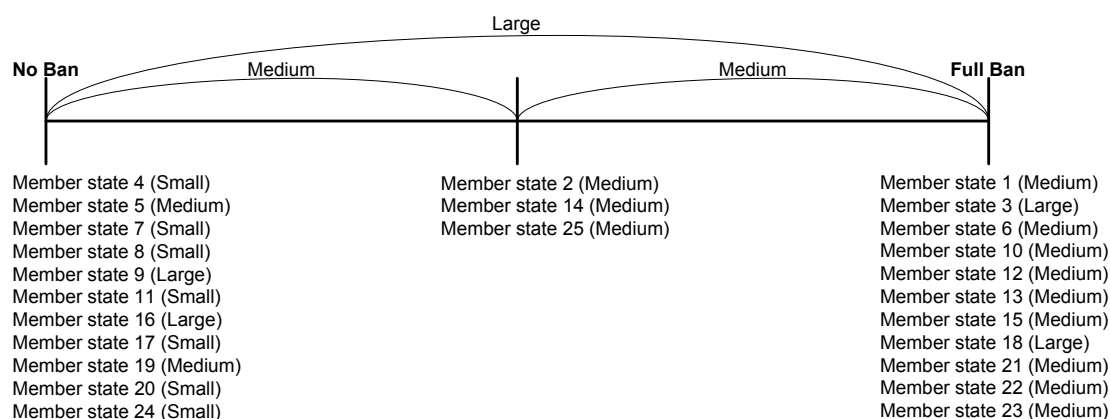 Large
No Ban Medium Medium Full Ban
Member state 4 (Small)
Member state 5 (Medium)
Member state 7 (Small)
Member state 8 (Small)
Member state 9 (Large)
Member state 11 (Small)
Member state 16 (Large)
Member state 17 (Small)
Member state 19 (Medium)
Member state 20 (Small)
Member state 24 (Small)
Member state 2 (Medium)
Member state 14 (Medium)
Member state 25 (Medium)
Member state 1 (Medium)
Member state 3 (Large)
Member state 6 (Medium)
Member state 10 (Medium)
Member state 12 (Medium)
Member state 13 (Medium)
Member state 15 (Medium)
Member state 18 (Large)
Member state 21 (Medium)
Member state 22 (Medium)
Member state 23 (Medium)